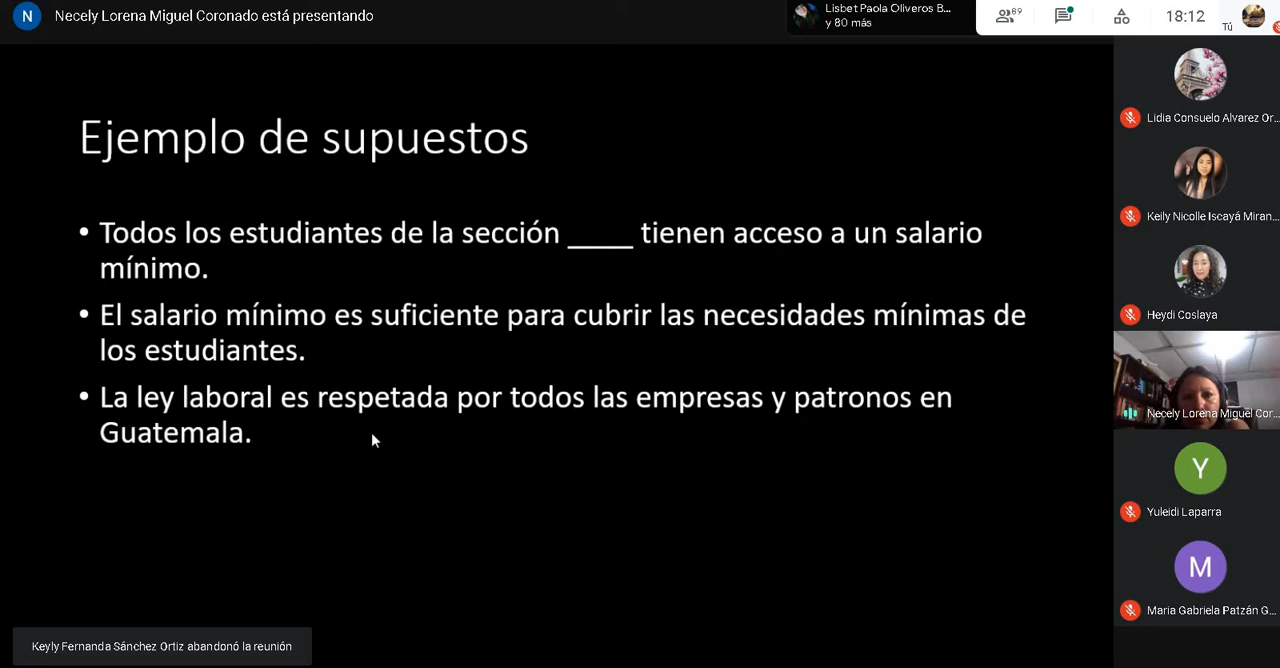 N
Necely Lorena Miguel Coronado está presentando
Lisbet Paola Oliveros B...
y 80 más
89
18:12
Tú
Ejemplo de supuestos
• Todos los estudiantes de la sección _____ tienen acceso a un salario
mínimo.
• El salario mínimo es suficiente para cubrir las necesidades mínimas de
los estudiantes.
• La ley laboral es respetada por todos las empresas y patronos en
Guatemala.
Lidia Consuelo Alvarez Or...
Keily Nicolle Iscayá Miran...
Heydi Coslaya
Necely Lorena Miguel Cor...
Y
Yuleidi Laparra
M
Maria Gabriela Patzán G...
Keyly Fernanda Sánchez Ortiz abandonó la reunión